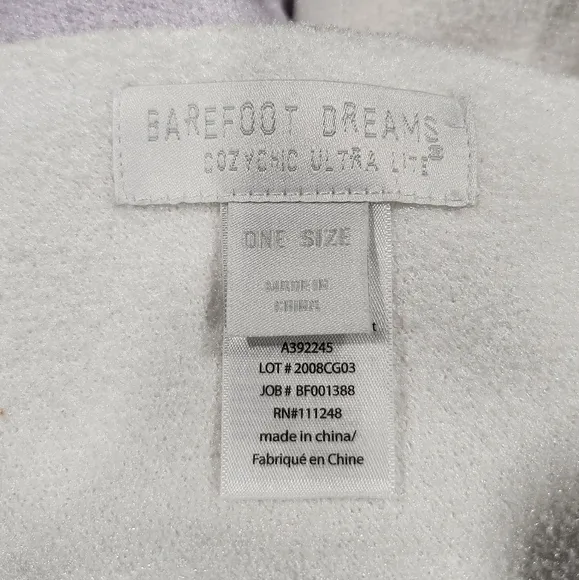 BAREFOOT DREAMS
COZYCHIC ULTRA LITE®
ONE SIZE
MADE IN
CHINA
t
A392245
LOT # 2008CG03
JOB # BF001388
RN#111248
made in china/
Fabriqué en Chine